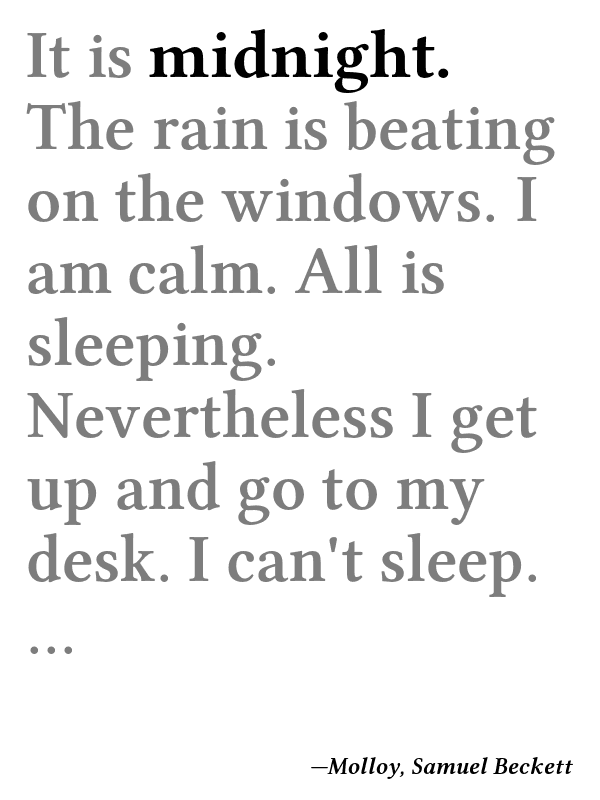 It is midnight.
The rain is beating
on the windows. I
am calm. All is
sleeping.
Nevertheless I get
up and go to my
desk. I can't sleep.
...
—Molloy, Samuel Beckett